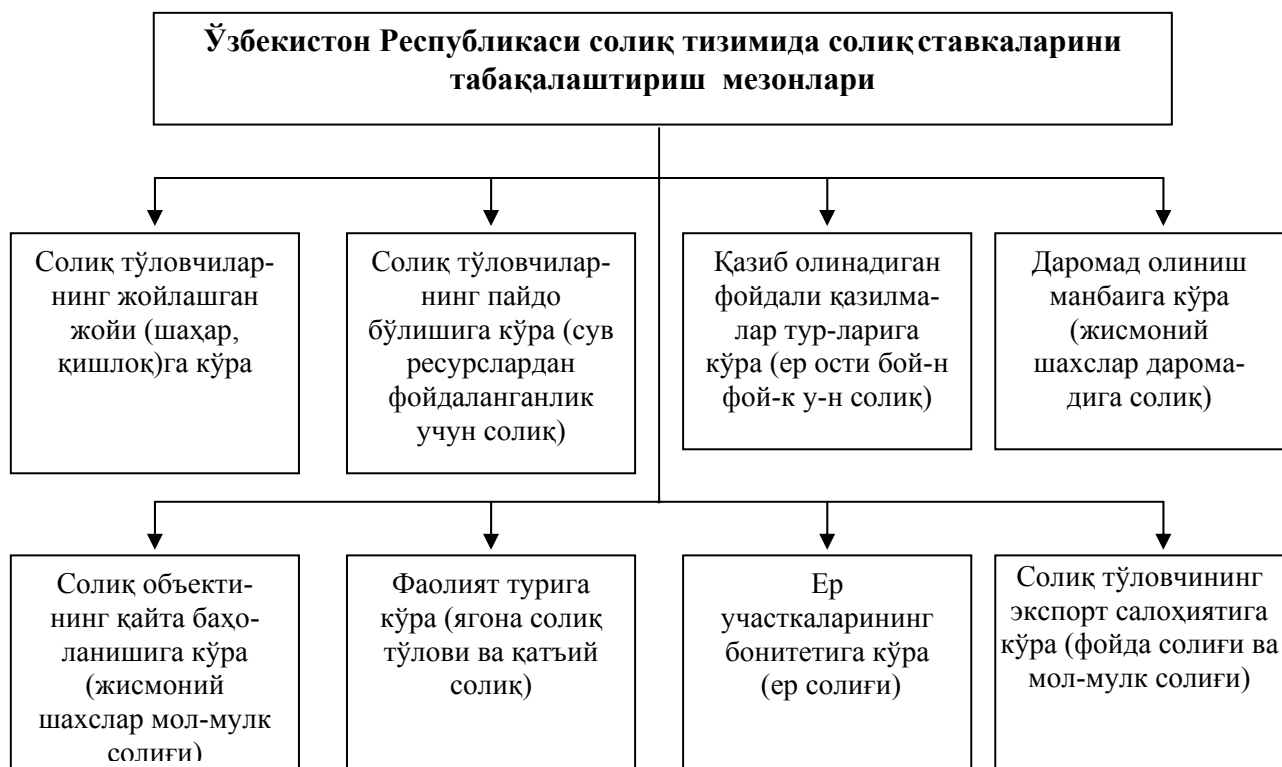 Ўзбекистон Республикаси солиқ тизимида солиқ ставкаларини
табақалаштириш мезонлари
Солиқ тўловчилар-
нинг жойлашган
жойи (шаҳар,
қишлоқ)га кўра
Солиқ тўловчилар-
нинг пайдо
бўлишига кўра (сув
ресурслардан
фойдаланганлик
учун солиқ)
Қазиб олинадиган
фойдали қазилма-
лар тур-ларига
кўра (ер ости бой-н
фой-к у-н солиқ)
Даромад олиниш
манбаига кўра
(жисмоний
шахслар дарома-
дига солиқ)
Солиқ объекти-
нинг қайта баҳо-
ланишига кўра
(жисмоний
шахслар мол-мулк
солиғи)
Фаолият турига
кўра (ягона солиқ
тўлови ва қатъий
солиқ)
Ер
участкаларининг
бонитетига кўра
(ер солиғи)
Солиқ тўловчининг
экспорт салоҳиятига
кўра (фойда солиғи ва
мол-мулк солиғи)